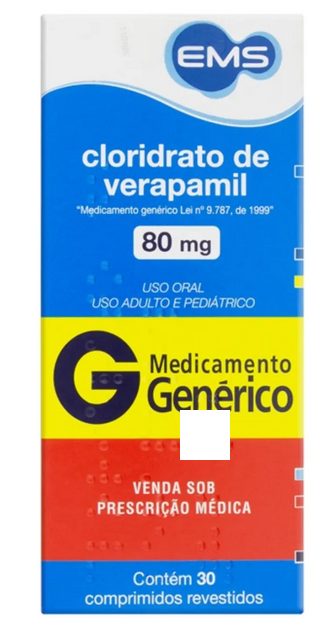 EMS
cloridrato de
verapamil
"Medicamento genérico Lei nº 9.787, de 1999"
80 mg
USO ORAL
USO ADULTO E PEDIÁTRICO
G Medicamento
Genérico
VENDA SOB
PRESCRIÇÃO MÉDICA
Contém 30
comprimidos revestidos